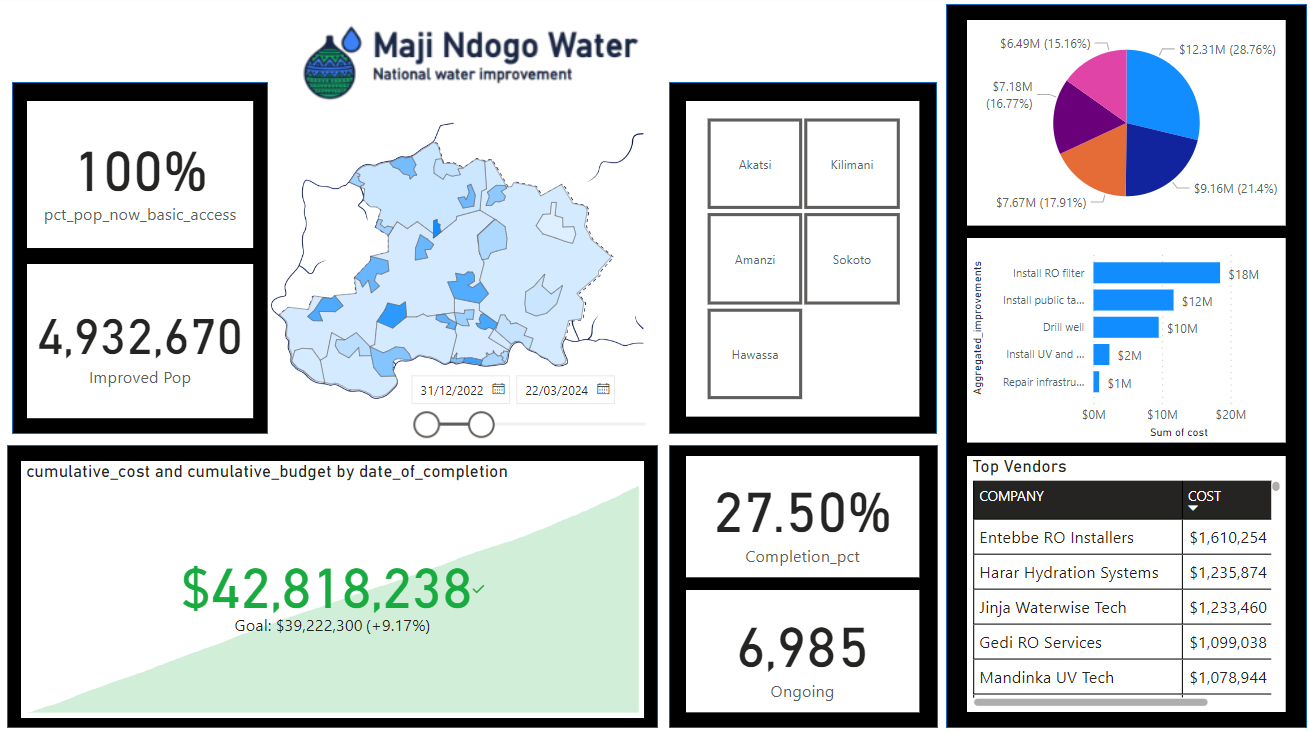 Maji Ndogo Water
National water improvement
100%
pct_pop_now_basic_access
4,932,670
Improved Pop
31/12/2022
22/03/2024
Akatsi
Kilimani
Amanzi
Sokoto
Hawassa
cumulative_cost and cumulative_budget by date_of_completion
$42,818,238
Goal: $39,222,300 (+9.17%)
27.50%
Completion_pct
6,985
Ongoing
$6.49M (15.16%)
$12.31M (28.76%)
$7.18M
(16.77%)
$7.67M (17.91%)
$9.16M (21.4%)
Aggregated_improvements
Install RO filter
$18M
Install public ta...
$12M
Drill well
$10M
Install UV and ...
$2M
Repair infrastru...
$1M
$0M
$10M
$20M
Sum of cost
Top Vendors
COMPANY COST
Entebbe RO Installers $1,610,254
Harar Hydration Systems $1,235,874
Jinja Waterwise Tech $1,233,460
Gedi RO Services $1,099,038
Mandinka UV Tech $1,078,944